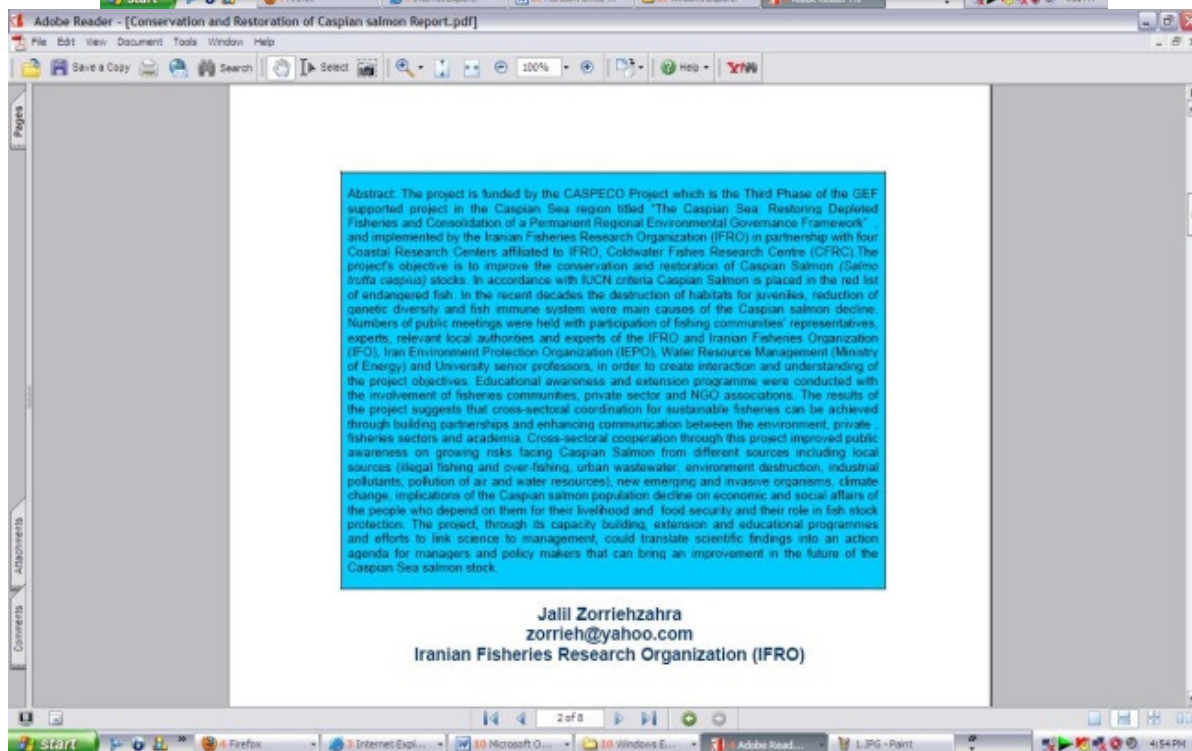 start
Adobe Reader - [Conservation and Restoration of Caspian salmon Report.pdf]
File Edit View Document Tools Window Help
Save a Copy Search Select 100% Help
Pages
Abstract: The project is funded by the CASPECO Project which is the Third Phase of the GEF
supported project in the Caspian Sea region titled "The Caspian Sea: Restoring Depleted
Fisheries and Consolidation of a Permanent Regional Environmental Governance Framework" ,
and implemented by the Iranian Fisheries Research Organization (IFRO) in partnership with four
Coastal Research Centers affiliated to IFRO, Coldwater Fishes Research Centre (CFRC).The
project's objective is to improve the conservation and restoration of Caspian Salmon (Salmo
trutta caspius) stocks. In accordance with IUCN criteria Caspian Salmon is placed in the red list
of endangered fish. In the recent decades the destruction of habitats for juveniles, reduction of
genetic diversity and fish immune system were main causes of the Caspian salmon decline.
Numbers of public meetings were held with participation of fishing communities' representatives,
experts, relevant local authorities and experts of the IFRO and Iranian Fisheries Organization
(IFO), Iran Environment Protection Organization (IEPO), Water Resource Management (Ministry
of Energy) and University senior professors, in order to create interaction and understanding of
the project objectives. Educational awareness and extension programme were conducted with
the involvement of fisheries communities, private sector and NGO associations. The results of
the project suggests that cross-sectoral coordination for sustainable fisheries can be achieved
through building partnerships and enhancing communication between the environment, private ,
fisheries sectors and academia. Cross-sectoral cooperation through this project improved public
awareness on growing risks facing Caspian Salmon from different sources including local
sources (illegal fishing and over-fishing, urban wastewater, environment destruction, industrial
pollutants, pollution of air and water resources), new emerging and invasive organisms, climate
change, implications of the Caspian salmon population decline on economic and social affairs of
the people who depend on them for their livelihood and food security and their role in fish stock
protection. The project, through its capacity building, extension and educational programmes
and efforts to link science to management, could translate scientific findings into an action
agenda for managers and policy makers that can bring an improvement in the future of the
Caspian Sea salmon stock.
Attachments
Comments
Jalil Zorriehzahra
zorrieh@yahoo.com
Iranian Fisheries Research Organization (IFRO)
2 of 8
start 4 Firefox 3 Internet Expl... 10 Microsoft O... 10 Windows E... Adobe Read... 1.JPG - Paint 4:54 PM